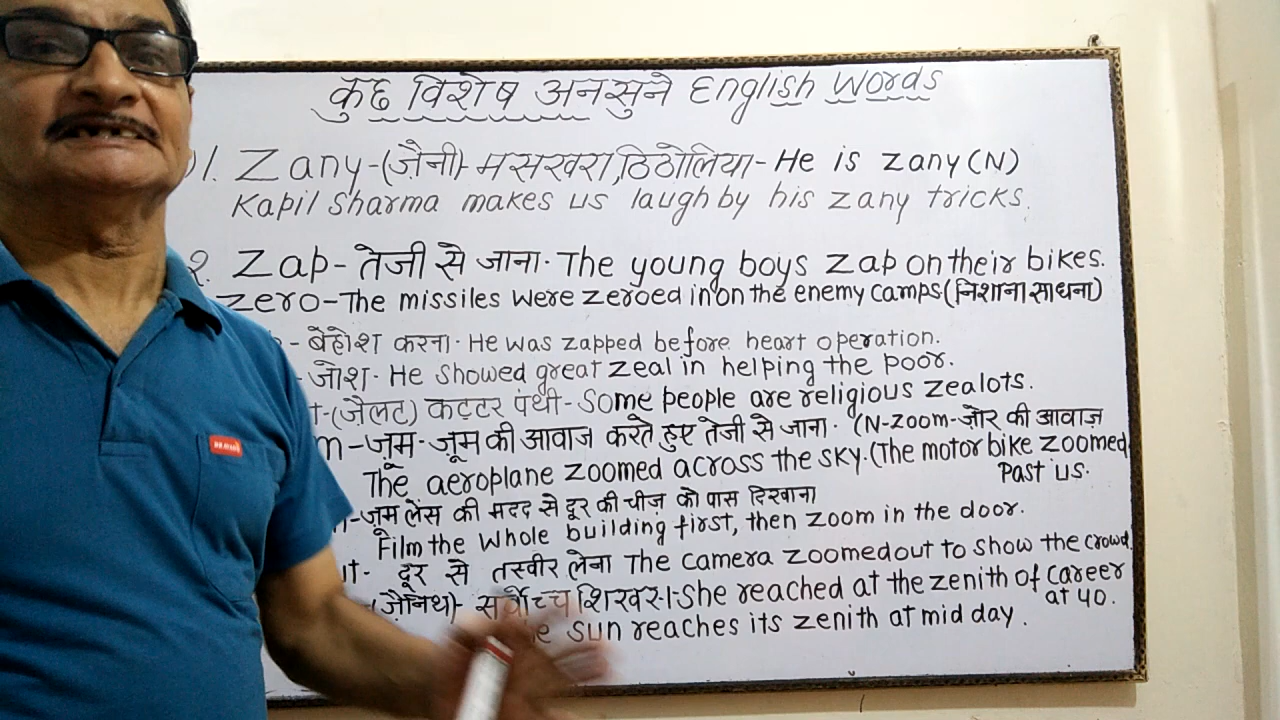 कुछ विशेष अनसुने English Words
1. Zany-(ज़ैनी)-मसखरा,ठिठोलिया-He is zany(N)
Kapil Sharma makes us laugh by his zany tricks.
2. Zap-तेजी से जाना. The young boys zap on their bikes.
Zero-The missiles were zeroed in on the enemy camps(निशाना साधना)
-बेहोश करना. He was zapped before heart operation.
-जोश-He showed great zeal in helping the poor.
-(ज़ैलट) कट्टर पंथी-Some people are religious zealots.
m-ज़ूम-ज़ूम की आवाज करते हुए तेजी से जाना. (N-Zoom-ज़ोर की आवाज़
The aeroplane zoomed across the sky.(The motor bike zoomed
Past us.
-ज़ूम लेंस की मदद से दूर की चीज को पास दिखाना
Film the whole building first, then zoom in the door.
t- दूर से तस्वीर लेना The camera zoomed out to show the crowd.
(ज़ैनिथ)-सर्वोच्च शिखर।-She reached at the zenith of career
at 40.
sun reaches its zenith at mid day.